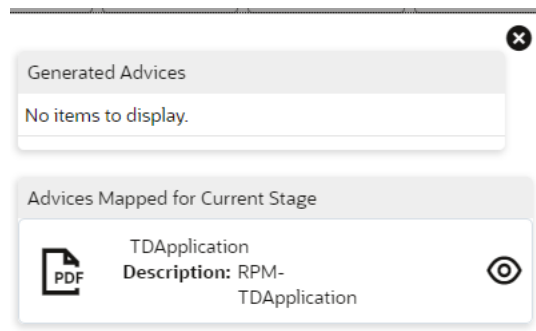 Generated Advices
No items to display.
Advices Mapped for Current Stage
TDApplication
PDF
Description: RPM-
TDApplication